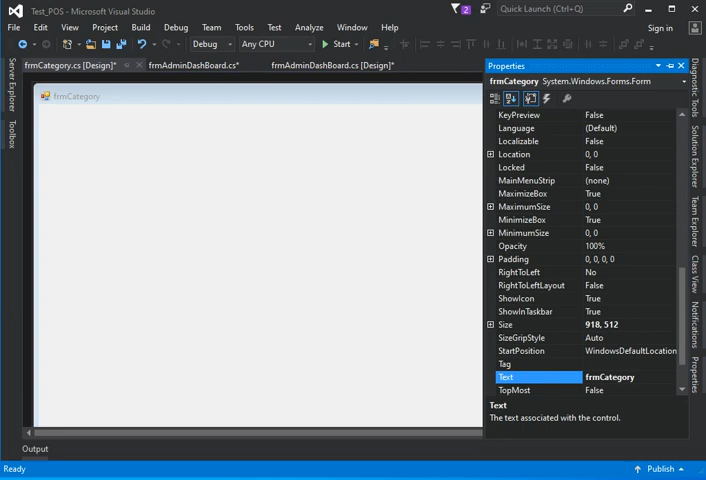 Test_POS - Microsoft Visual Studio
2
Quick Launch (Ctrl+Q)
File Edit View Project Build Debug Team Tools Test Analyze Window Help
Sign in
Debug Any CPU Start
frmCategory.cs [Design]* frmAdminDashBoard.cs* frmAdminDashBoard.cs [Design]*
Server Explorer
Toolbox
frmCategory
Properties
frmCategory System.Windows.Forms.Form
KeyPreview False
Language (Default)
Localizable False
Location 0, 0
Locked False
MainMenuStrip (none)
MaximizeBox True
MaximumSize 0, 0
MinimizeBox True
MinimumSize 0, 0
Opacity 100%
Padding 0, 0, 0, 0
RightToLeft No
RightToLeftLayout False
ShowIcon True
ShowInTaskbar True
Size 918, 512
SizeGripStyle Auto
StartPosition WindowsDefaultLocation
Tag
Text frmCategory
TopMost False
Text
The text associated with the control.
Diagnostic Tools
Solution Explorer
Team Explorer
Class View
Notifications
Properties
Output
Ready
Publish